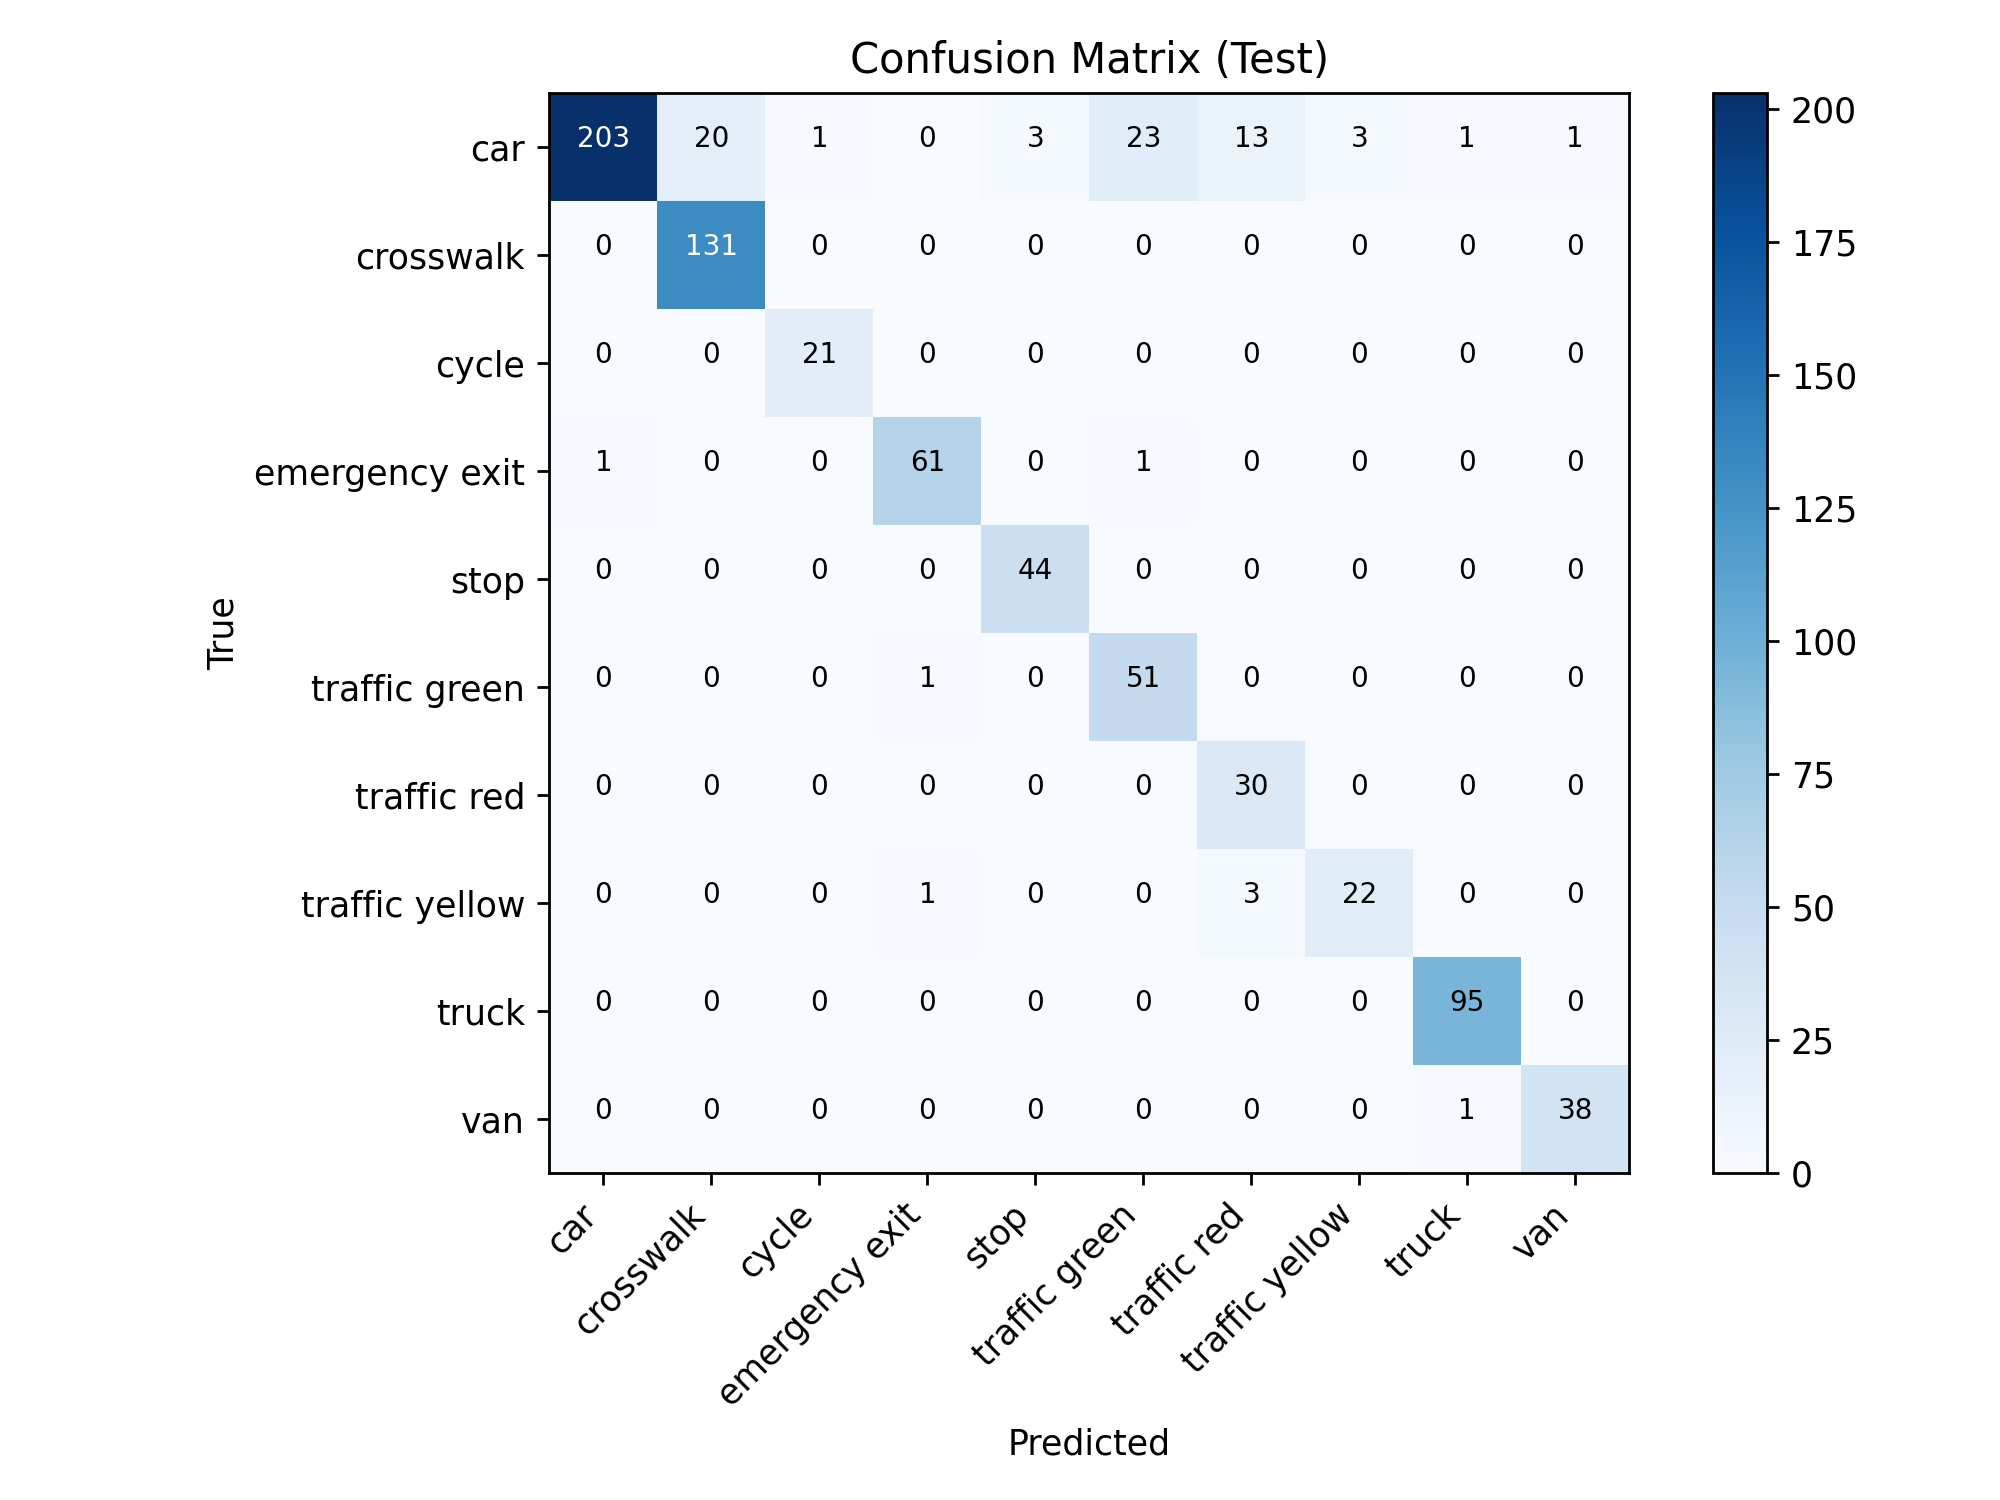 Confusion Matrix (Test)
car 203 20 1 0 3 23 13 3 1 1
crosswalk 0 131 0 0 0 0 0 0 0 0
cycle 0 0 21 0 0 0 0 0 0 0
emergency exit 1 0 0 61 0 1 0 0 0 0
stop 0 0 0 0 44 0 0 0 0 0
traffic green 0 0 0 1 0 51 0 0 0 0
traffic red 0 0 0 0 0 0 30 0 0 0
traffic yellow 0 0 0 1 0 0 3 22 0 0
truck 0 0 0 0 0 0 0 0 95 0
van 0 0 0 0 0 0 0 0 1 38
True
car
crosswalk
cycle
emergency exit
stop
traffic green
traffic red
traffic yellow
truck
van
Predicted
200
175
150
125
100
75
50
25
0